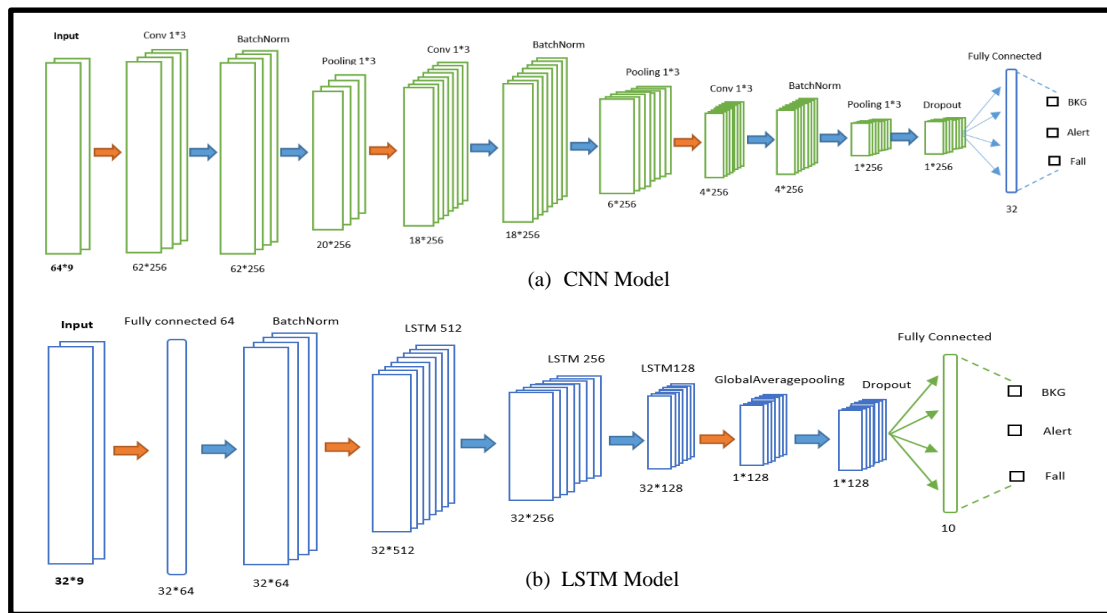 Input
Conv 1*3
BatchNorm
Pooling 1*3
Conv 1*3
BatchNorm
Pooling 1*3
Conv 1*3
BatchNorm
Pooling 1*3
Dropout
Fully Connected
BKG
Alert
Fall
64*9
62*256
62*256
20*256
18*256
18*256
6*256
4*256
4*256
1*256
1*256
32
(a) CNN Model
Input
Fully connected 64
BatchNorm
LSTM 512
LSTM 256
LSTM128
GlobalAveragepooling
Dropout
Fully Connected
BKG
Alert
Fall
32*9
32*64
32*64
32*512
32*256
32*128
1*128
1*128
10
(b) LSTM Model